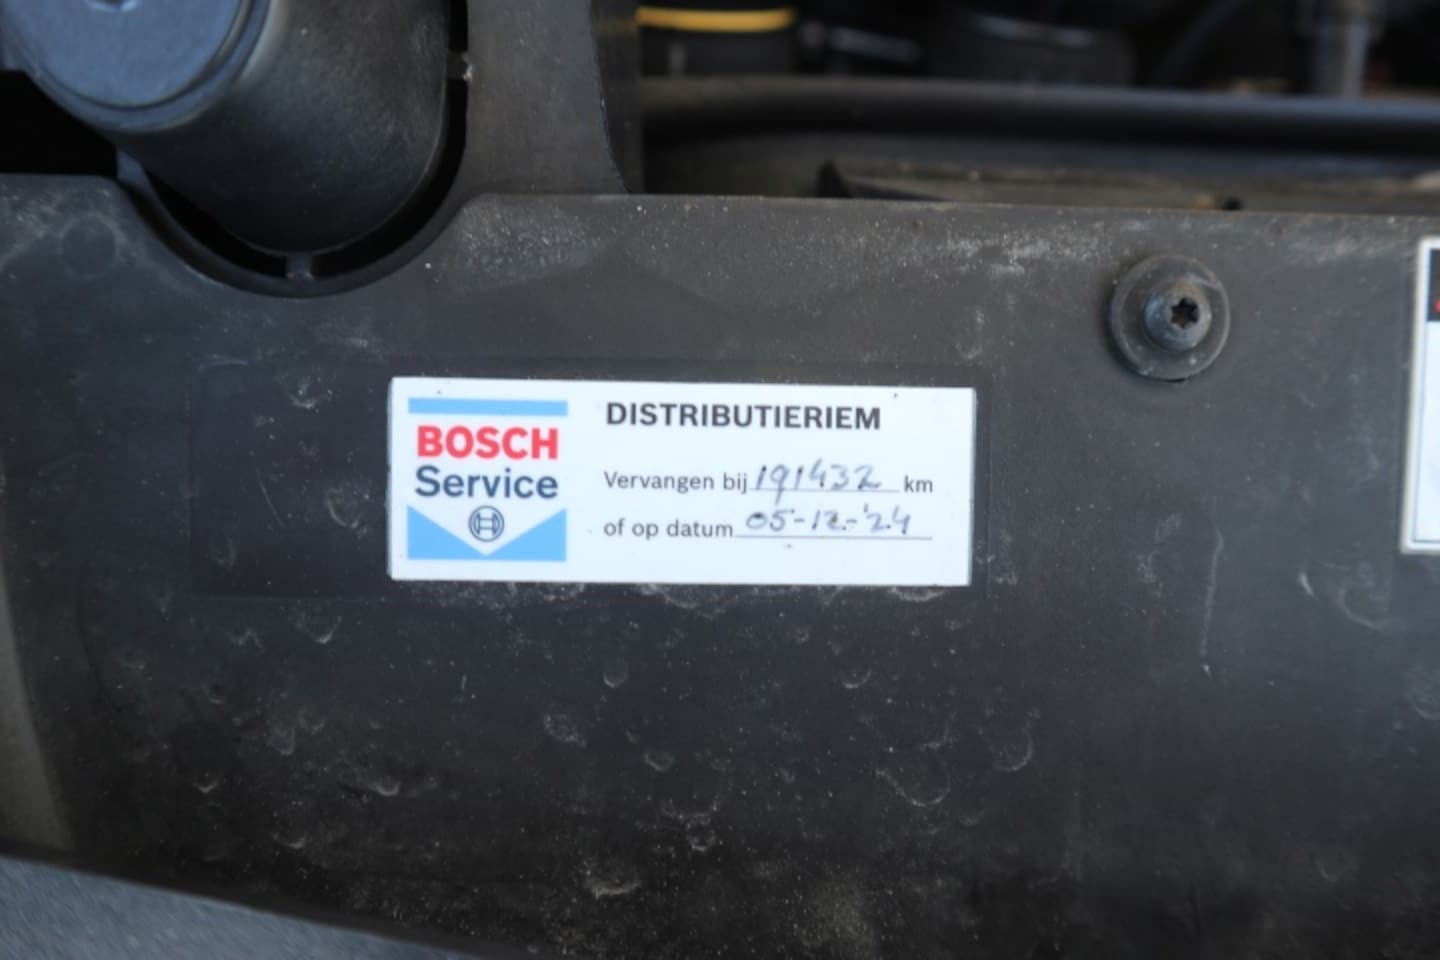 BOSCH
Service
DISTRIBUTIERIEM
Vervangen bij 191432 km
of op datum 05-12-'24